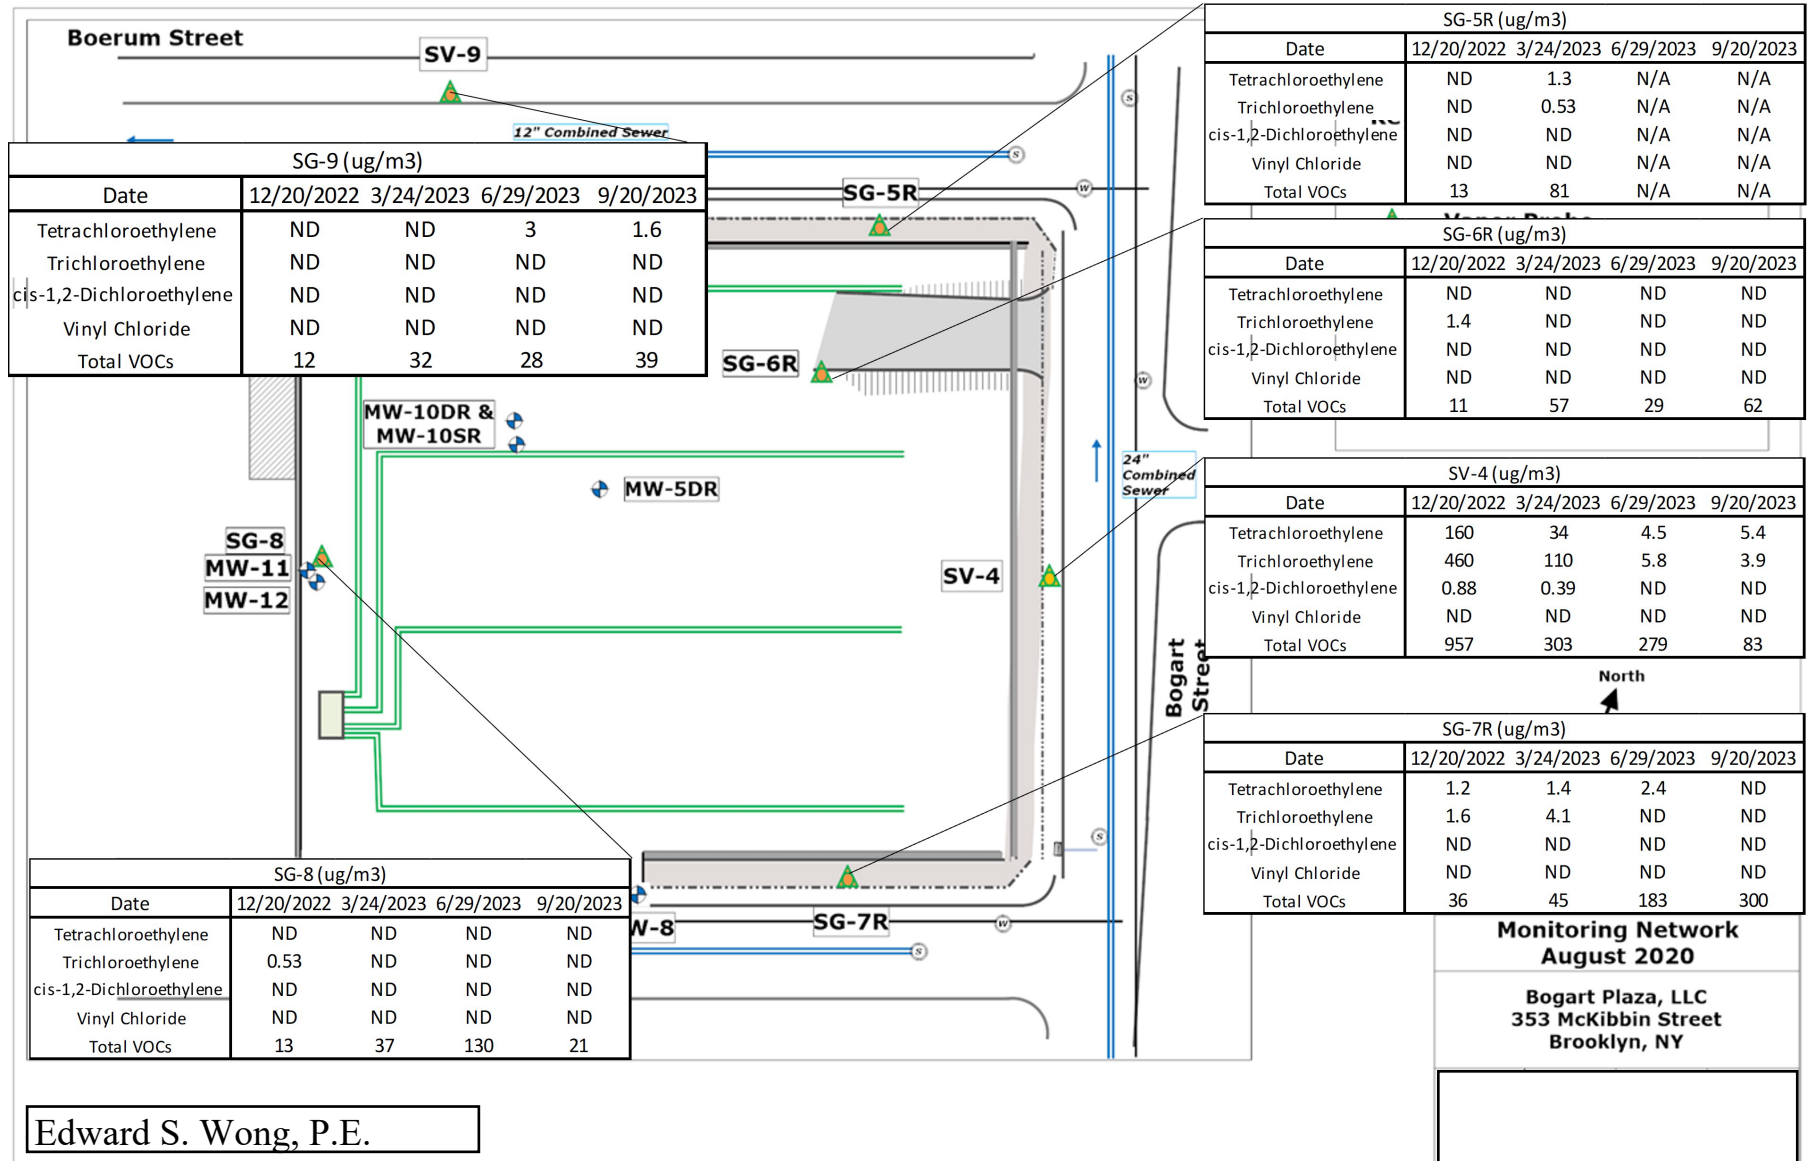 Boerum Street
SV-9
12" Combined Sewer
S
S
SG-9 (ug/m3)
Date 12/20/2022 3/24/2023 6/29/2023 9/20/2023
Tetrachloroethylene ND ND 3 1.6
Trichloroethylene ND ND ND ND
cis-1,2-Dichloroethylene ND ND ND ND
Vinyl Chloride ND ND ND ND
Total VOCs 12 32 28 39
SG-5R
W
SG-5R (ug/m3)
Date 12/20/2022 3/24/2023 6/29/2023 9/20/2023
Tetrachloroethylene ND 1.3 N/A N/A
Trichloroethylene ND 0.53 N/A N/A
cis-1,2-Dichloroethylene ND ND N/A N/A
Vinyl Chloride ND ND N/A N/A
Total VOCs 13 81 N/A N/A
Vapor Probe
SG-6R (ug/m3)
Date 12/20/2022 3/24/2023 6/29/2023 9/20/2023
Tetrachloroethylene ND ND ND ND
Trichloroethylene 1.4 ND ND ND
cis-1,2-Dichloroethylene ND ND ND ND
Vinyl Chloride ND ND ND ND
Total VOCs 11 57 29 62
SG-6R
W
MW-10DR &
MW-10SR
MW-5DR
24"
Combined
Sewer
SV-4 (ug/m3)
Date 12/20/2022 3/24/2023 6/29/2023 9/20/2023
Tetrachloroethylene 160 34 4.5 5.4
Trichloroethylene 460 110 5.8 3.9
cis-1,2-Dichloroethylene 0.88 0.39 ND ND
Vinyl Chloride ND ND ND ND
Total VOCs 957 303 279 83
SG-8
MW-11
MW-12
SV-4
Bogart
Street
North
SG-7R (ug/m3)
Date 12/20/2022 3/24/2023 6/29/2023 9/20/2023
Tetrachloroethylene 1.2 1.4 2.4 ND
Trichloroethylene 1.6 4.1 ND ND
cis-1,2-Dichloroethylene ND ND ND ND
Vinyl Chloride ND ND ND ND
Total VOCs 36 45 183 300
S
SG-8 (ug/m3)
Date 12/20/2022 3/24/2023 6/29/2023 9/20/2023
Tetrachloroethylene ND ND ND ND
Trichloroethylene 0.53 ND ND ND
cis-1,2-Dichloroethylene ND ND ND ND
Vinyl Chloride ND ND ND ND
Total VOCs 13 37 130 21
W-8
SG-7R
W
S
Monitoring Network
August 2020
Bogart Plaza, LLC
353 McKibbin Street
Brooklyn, NY
Edward S. Wong, P.E.